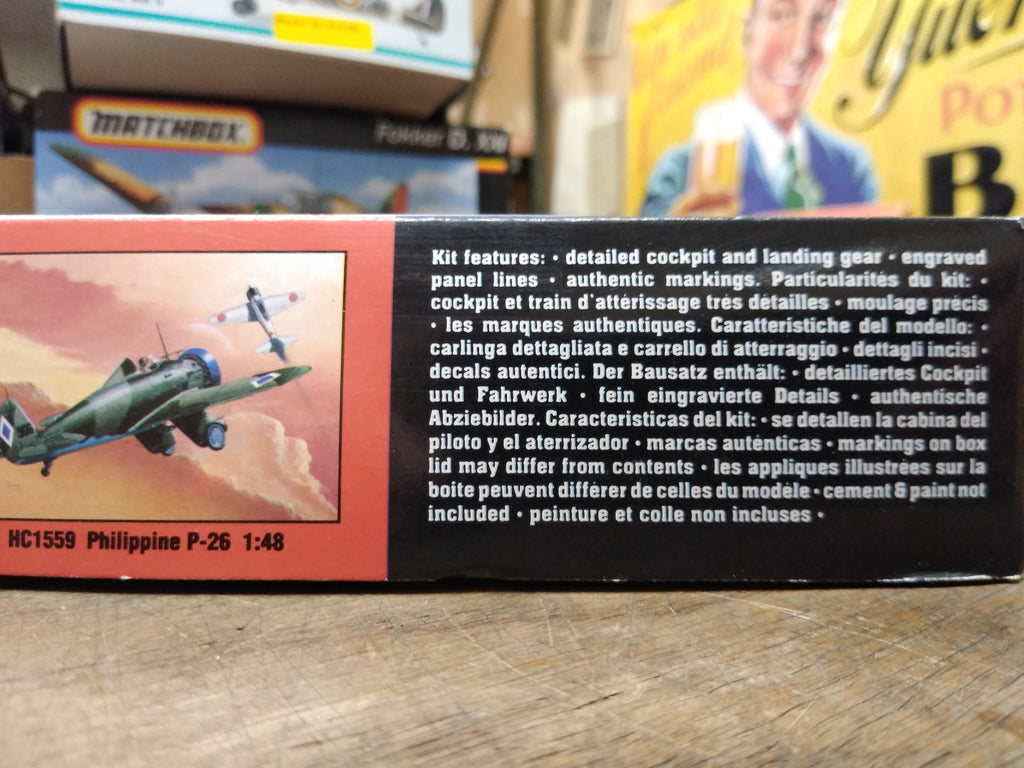 MATCHBOX
Fokker D. XIV
Yuen
PO
B
Kit features: • detailed cockpit and landing gear • engraved
panel lines • authentic markings. Particularités du kit: •
cockpit et train d'attérissage très détailles • moulage précis
• les marques authentiques. Caratteristiche del modello: •
carlinga dettagliata e carrello di atterraggio • dettagli incisi •
decals autentici. Der Bausatz enthält: • detailliertes Cockpit
und Fahrwerk • fein eingravierte Details • authentische
Abziebilder. Caracteristicas del kit: • se detallen la cabina del
piloto y el aterrizador • marcas auténticas • markings on box
lid may differ from contents • les appliques illustrées sur la
boite peuvent différer de celles du modéle • cement & paint not
included • peinture et colle non incluses •
HC1559 Philippine P-26 1:48